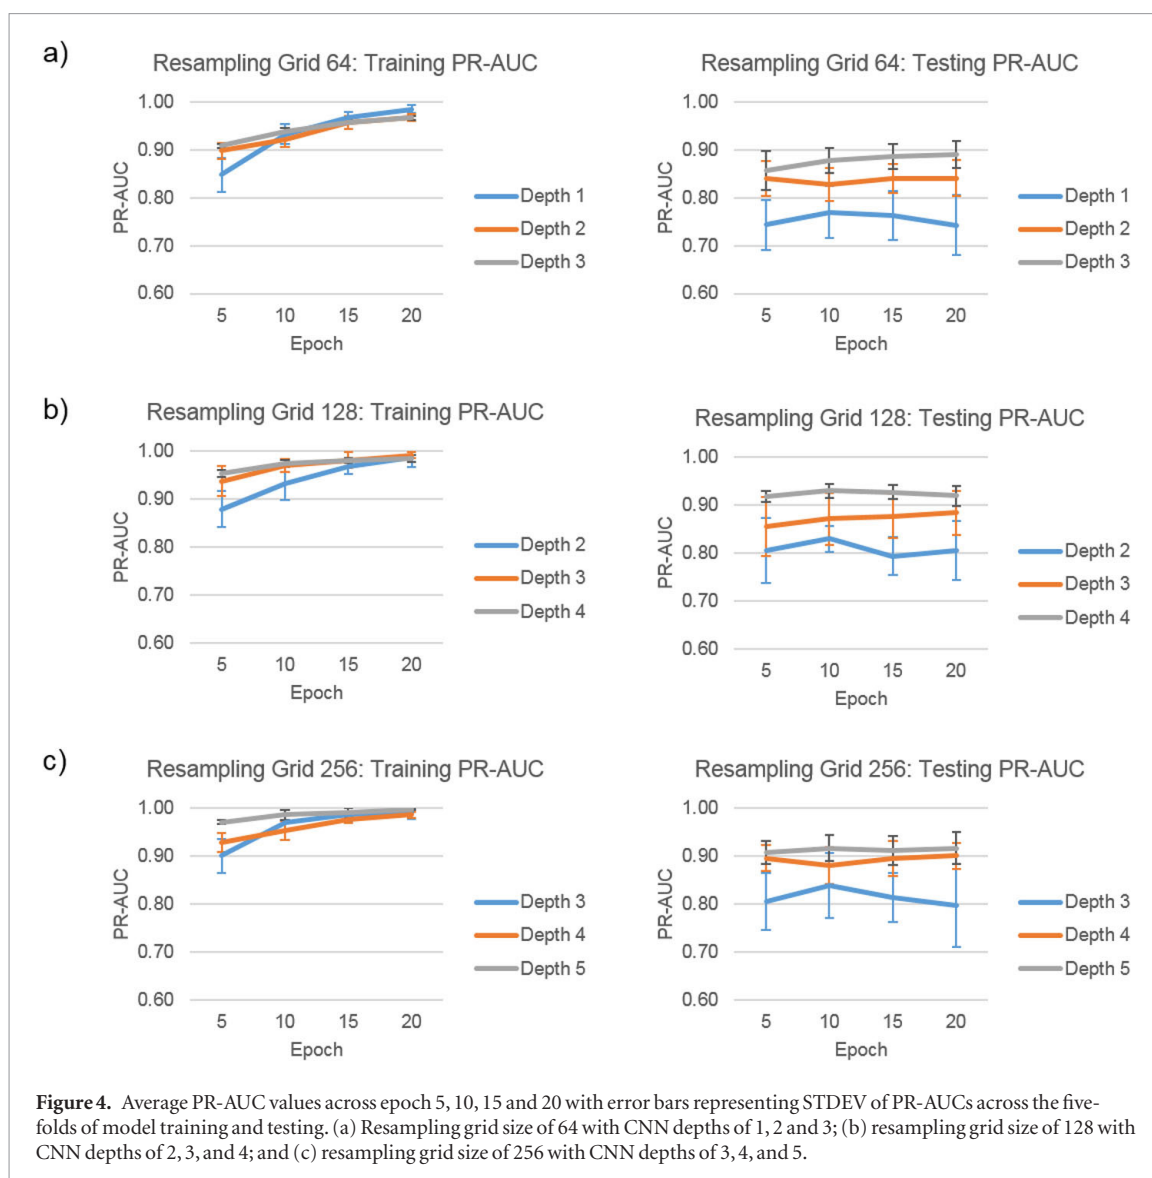 a)
Resampling Grid 64: Training PR-AUC
1.00
0.90
0.80
0.70
0.60
PR-AUC
5 10 15 20
Epoch
Depth 1
Depth 2
Depth 3
Resampling Grid 64: Testing PR-AUC
1.00
0.90
0.80
0.70
0.60
PR-AUC
5 10 15 20
Epoch
Depth 1
Depth 2
Depth 3
b)
Resampling Grid 128: Training PR-AUC
1.00
0.90
0.80
0.70
0.60
PR-AUC
5 10 15 20
Epoch
Depth 2
Depth 3
Depth 4
Resampling Grid 128: Testing PR-AUC
1.00
0.90
0.80
0.70
0.60
PR-AUC
5 10 15 20
Epoch
Depth 2
Depth 3
Depth 4
c)
Resampling Grid 256: Training PR-AUC
1.00
0.90
0.80
0.70
0.60
PR-AUC
5 10 15 20
Epoch
Depth 3
Depth 4
Depth 5
Resampling Grid 256: Testing PR-AUC
1.00
0.90
0.80
0.70
0.60
PR-AUC
5 10 15 20
Epoch
Depth 3
Depth 4
Depth 5
Figure 4. Average PR-AUC values across epoch 5, 10, 15 and 20 with error bars representing STDEV of PR-AUCs across the five-
folds of model training and testing. (a) Resampling grid size of 64 with CNN depths of 1, 2 and 3; (b) resampling grid size of 128 with
CNN depths of 2, 3, and 4; and (c) resampling grid size of 256 with CNN depths of 3, 4, and 5.